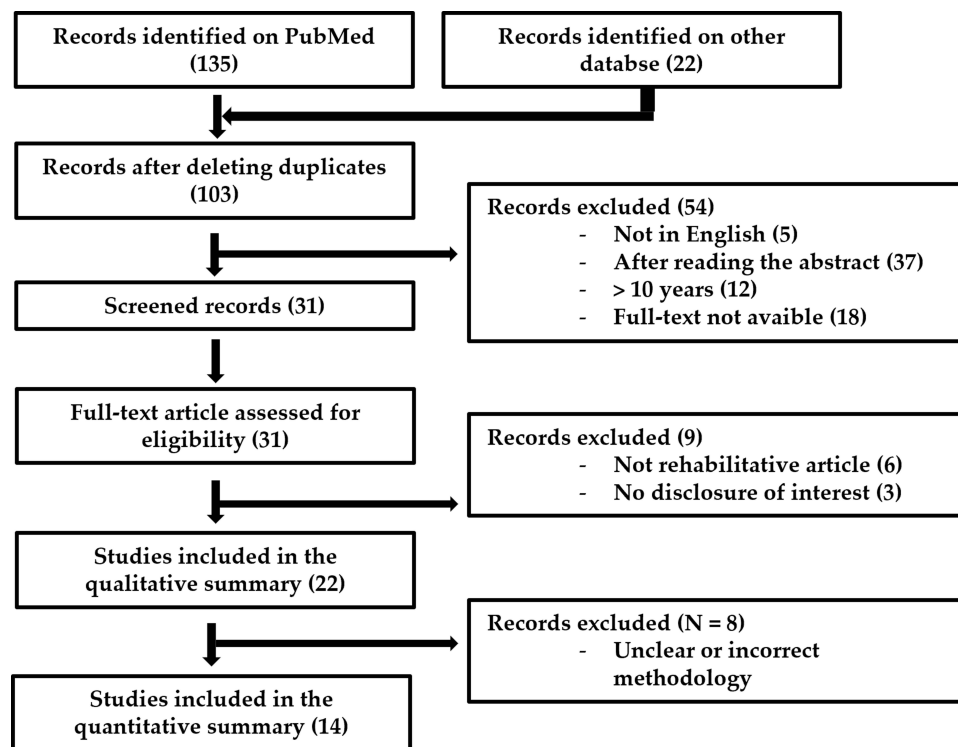 Records identified on PubMed
(135)
Records identified on other
databse (22)
Records after deleting duplicates
(103)
Records excluded (54)
- Not in English (5)
- After reading the abstract (37)
- > 10 years (12)
- Full-text not avaible (18)
Screened records (31)
Full-text article assessed for
eligibility (31)
Records excluded (9)
- Not rehabilitative article (6)
- No disclosure of interest (3)
Studies included in the
qualitative summary (22)
Records excluded (N = 8)
- Unclear or incorrect
methodology
Studies included in the
quantitative summary (14)